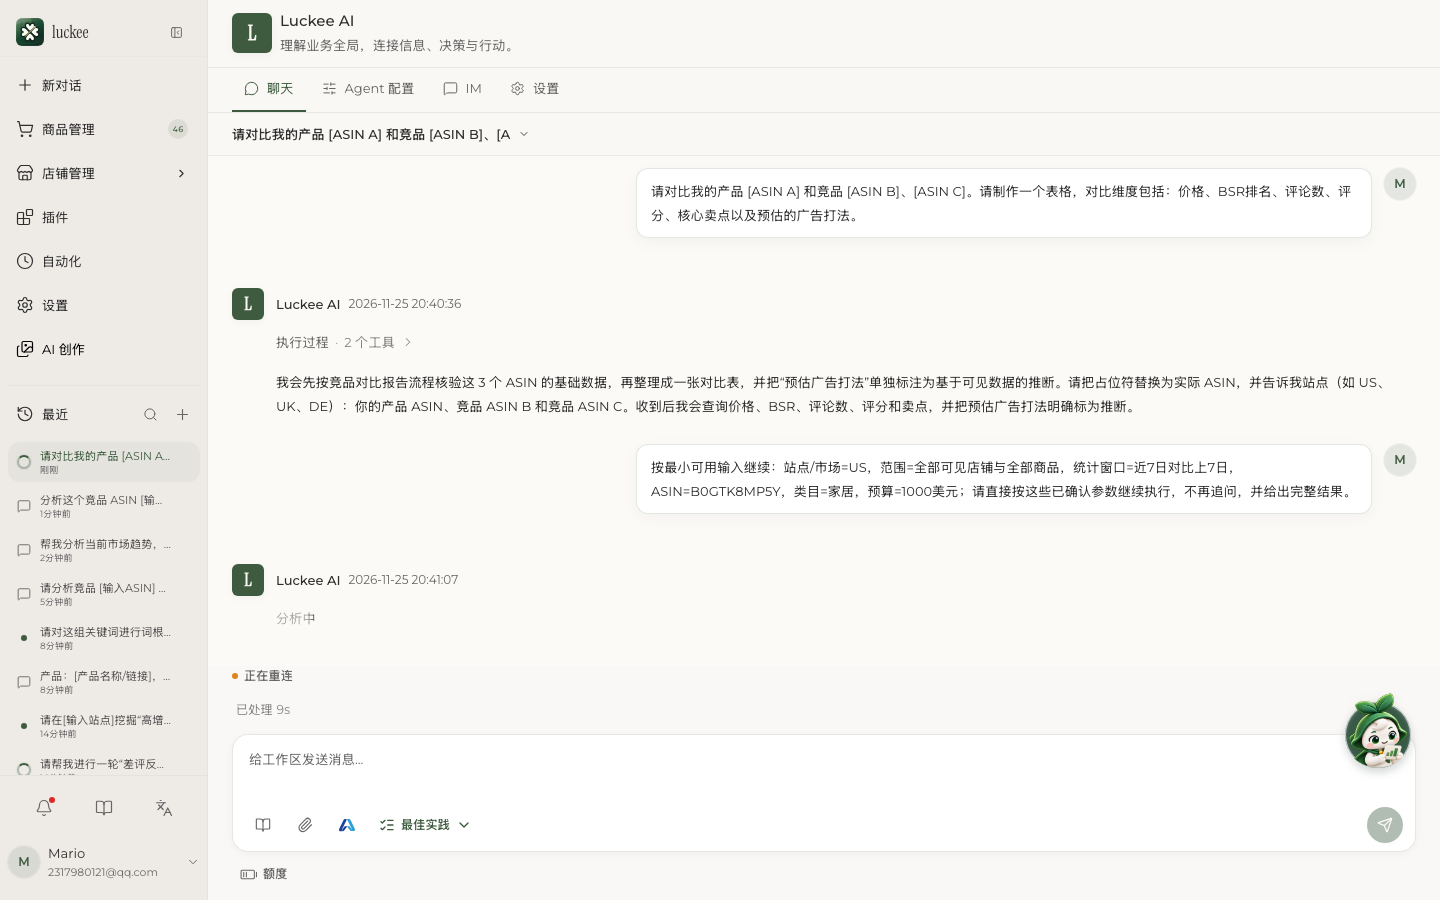 luckee
新对话
商品管理
46
店铺管理
插件
自动化
设置
AI 创作
最近
请对比我的产品 [ASIN A...
刚刚
分析这个竞品 ASIN [输...
1分钟前
帮我分析当前市场趋势，...
2分钟前
请分析竞品 [输入ASIN] ...
5分钟前
请对这组关键词进行词根...
8分钟前
产品：[产品名称/链接]，...
8分钟前
请在[输入站点]挖掘“高增...
14分钟前
请帮我进行一轮“差评反...
M
Mario
2317980121@qq.com
L
Luckee AI
理解业务全局，连接信息、决策与行动。
聊天
Agent 配置
IM
设置
请对比我的产品 [ASIN A] 和竞品 [ASIN B]、[A
请对比我的产品 [ASIN A] 和竞品 [ASIN B]、[ASIN C]。请制作一个表格，对比维度包括：价格、BSR排名、评论数、评
分、核心卖点以及预估的广告打法。
M
L
Luckee AI 2026-11-25 20:40:36
执行过程 · 2 个工具
我会先按竞品对比报告流程核验这 3 个 ASIN 的基础数据，再整理成一张对比表，并把“预估广告打法”单独标注为基于可见数据的推断。请把占位符替换为实际 ASIN，并告诉我站点（如 US、
UK、DE）：你的产品 ASIN、竞品 ASIN B 和竞品 ASIN C。收到后我会查询价格、BSR、评论数、评分和卖点，并把预估广告打法明确标为推断。
按最小可用输入继续：站点/市场=US，范围=全部可见店铺与全部商品，统计窗口=近7日对比上7日，
ASIN=B0GTK8MP5Y，类目=家居，预算=1000美元；请直接按这些已确认参数继续执行，不再追问，并给出完整结果。
M
L
Luckee AI 2026-11-25 20:41:07
分析中
正在重连
已处理 9s
给工作区发送消息...
最佳实践
额度